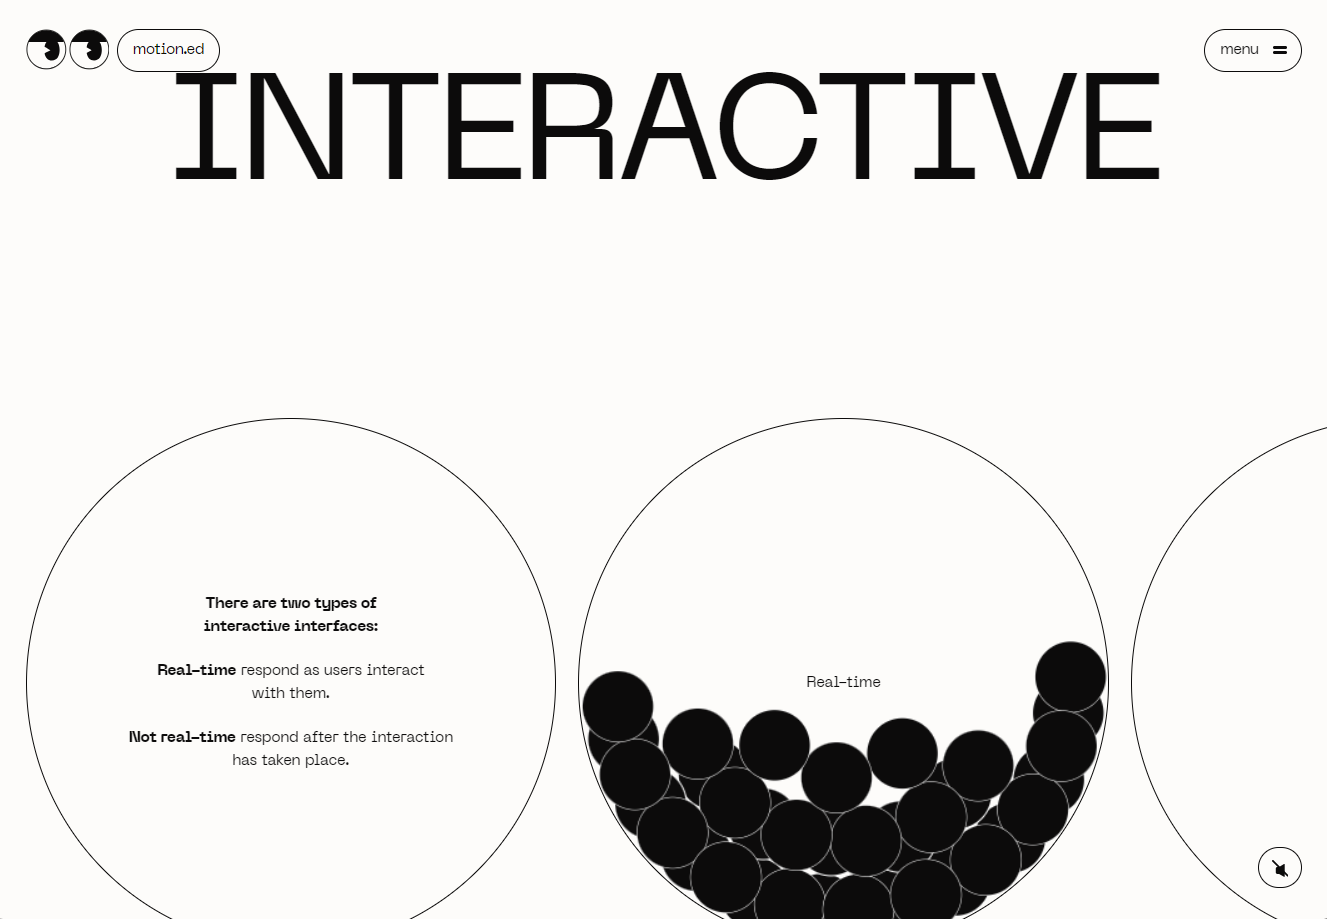 motion.ed
menu
INTERACTIVE
There are two types of
interactive interfaces:
Real-time respond as users interact
with them.
Not real-time respond after the interaction
has taken place.
Real-time